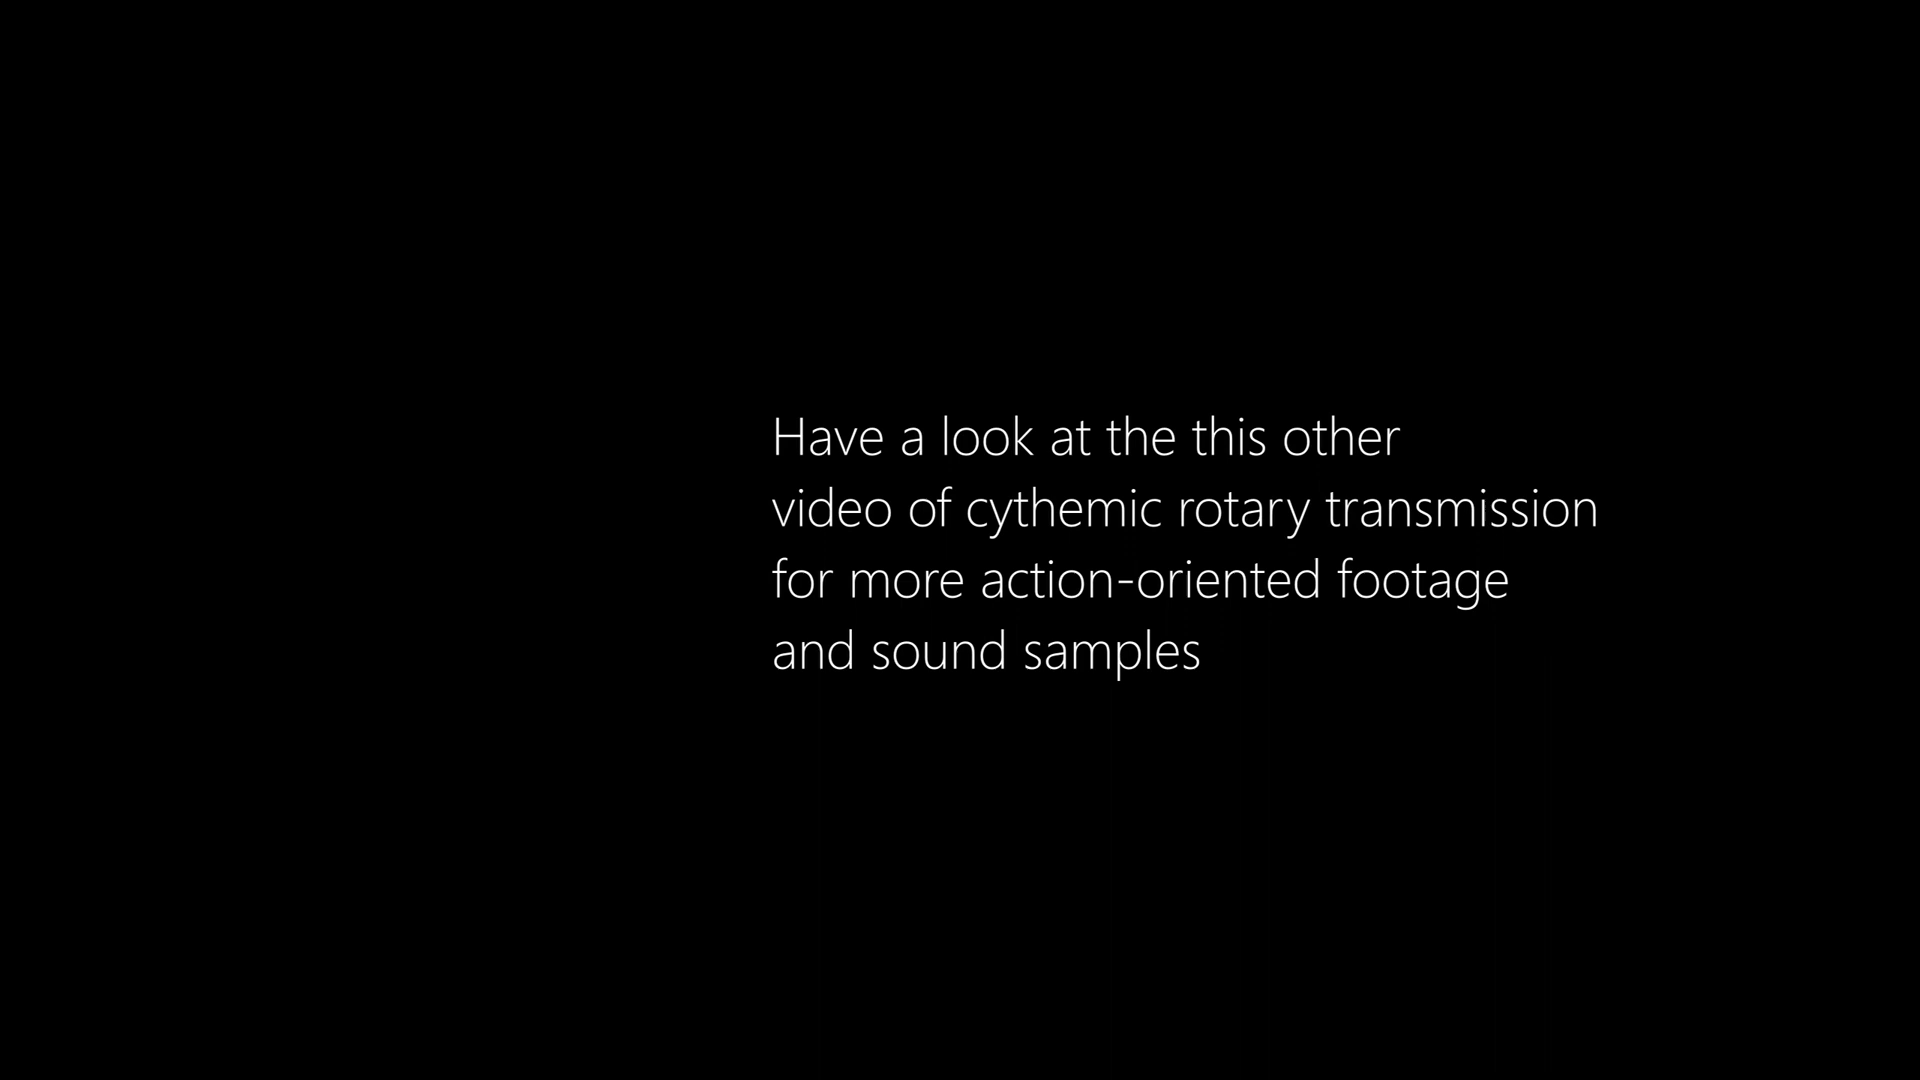 Have a look at the this other
video of cythemic rotary transmission
for more action-oriented footage
and sound samples